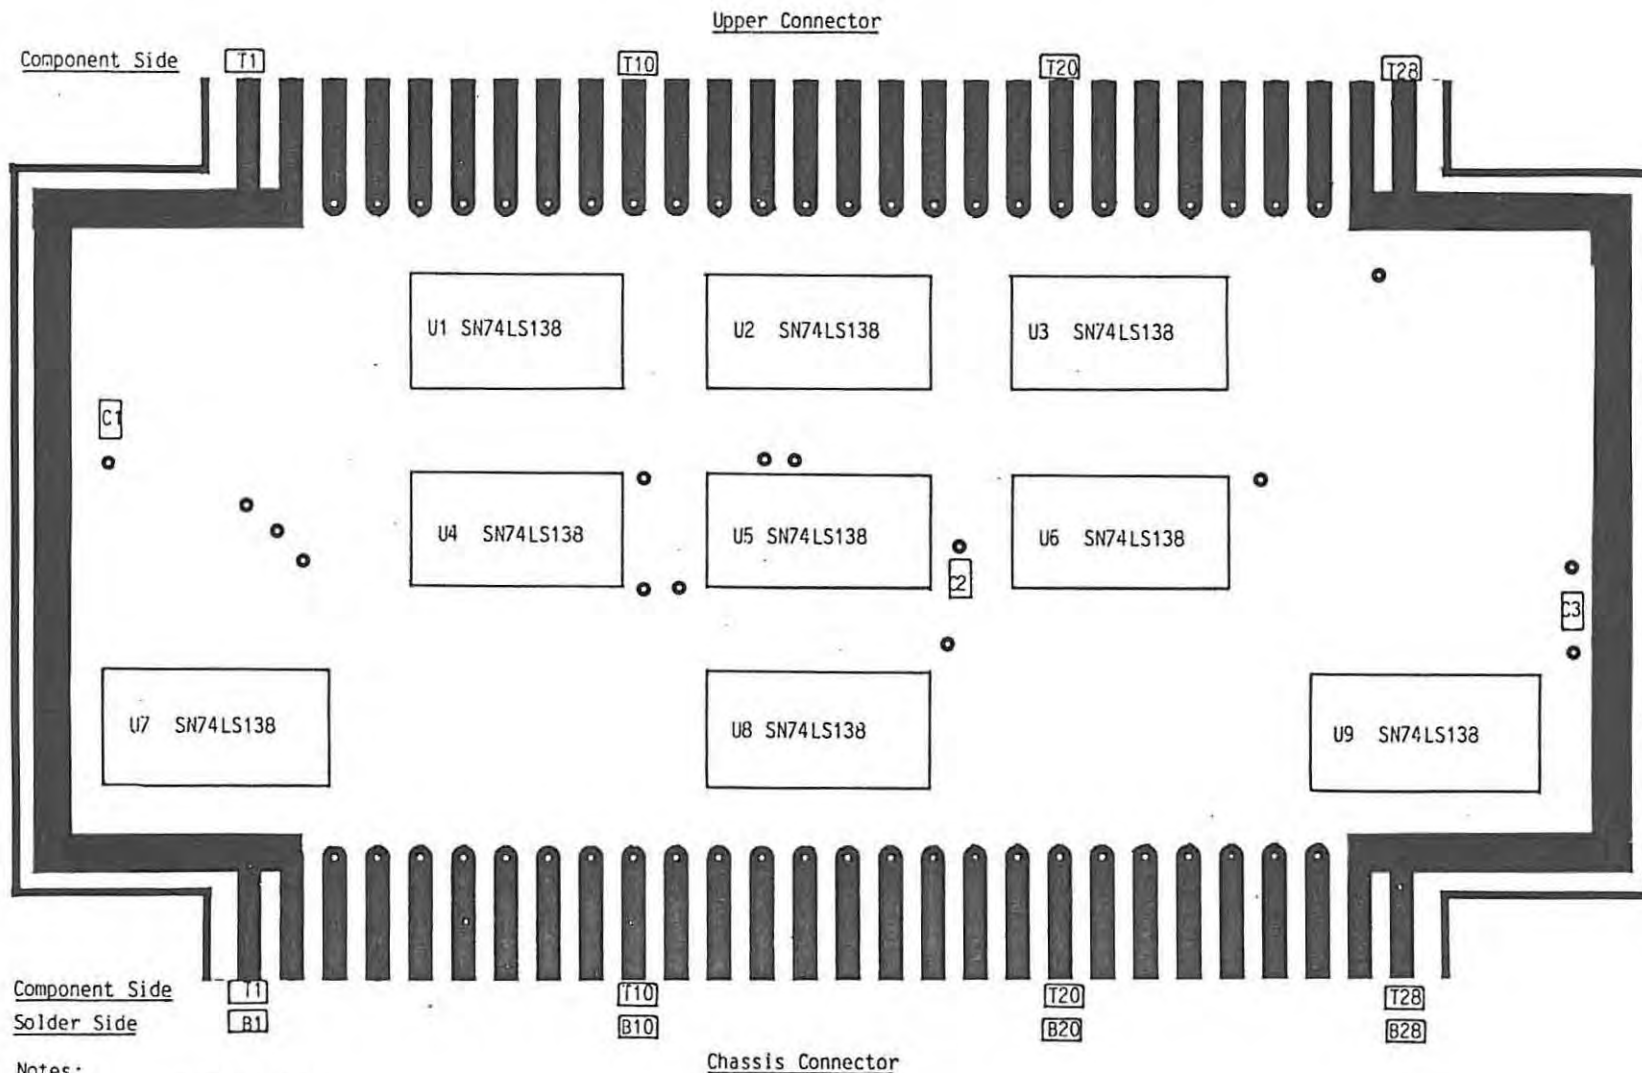 Upper Connector
Component Side T1 T10 T20 T28
U1 SN74LS138 U2 SN74LS138 U3 SN74LS138
C1
U4 SN74LS138 U5 SN74LS138 U6 SN74LS138
C2
C3
U7 SN74LS138 U8 SN74LS138 U9 SN74LS138
Component Side T1 T10 T20 T28
Solder Side B1 B10 B20 B28
Chassis Connector
Notes: